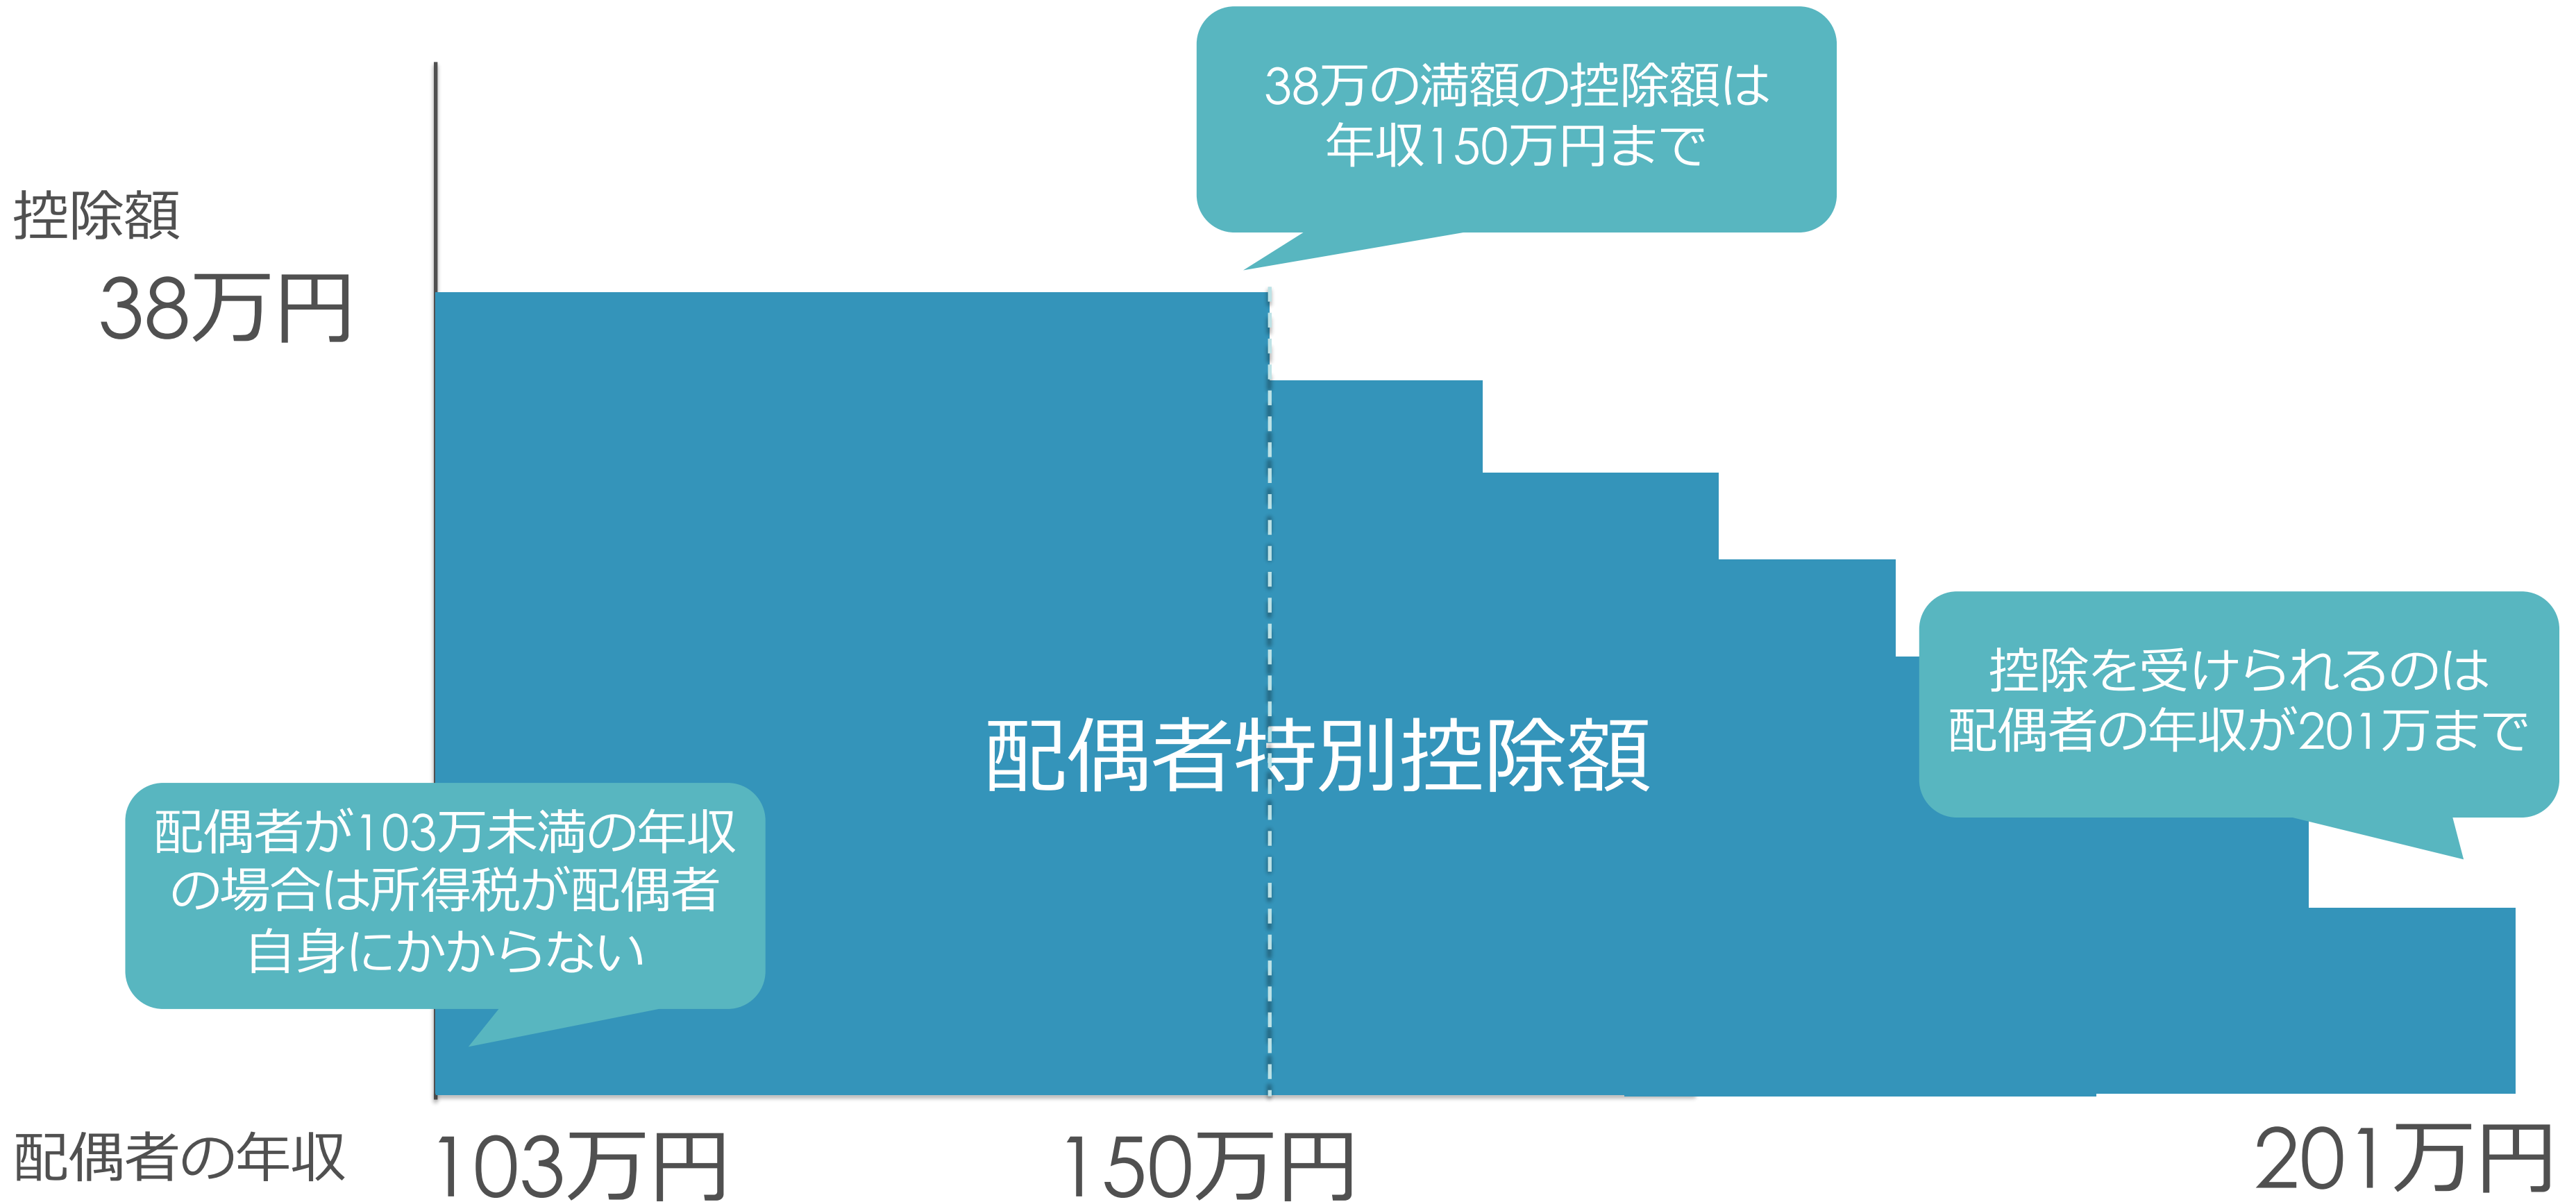 38万の満額の控除額は
年収150万円まで
控除額
38万円
控除を受けられるのは
配偶者の年収が201万まで
配偶者特別控除額
配偶者が103万未満の年収
の場合は所得税が配偶者
自身にかからない
配偶者の年収
103万円
150万円
201万円